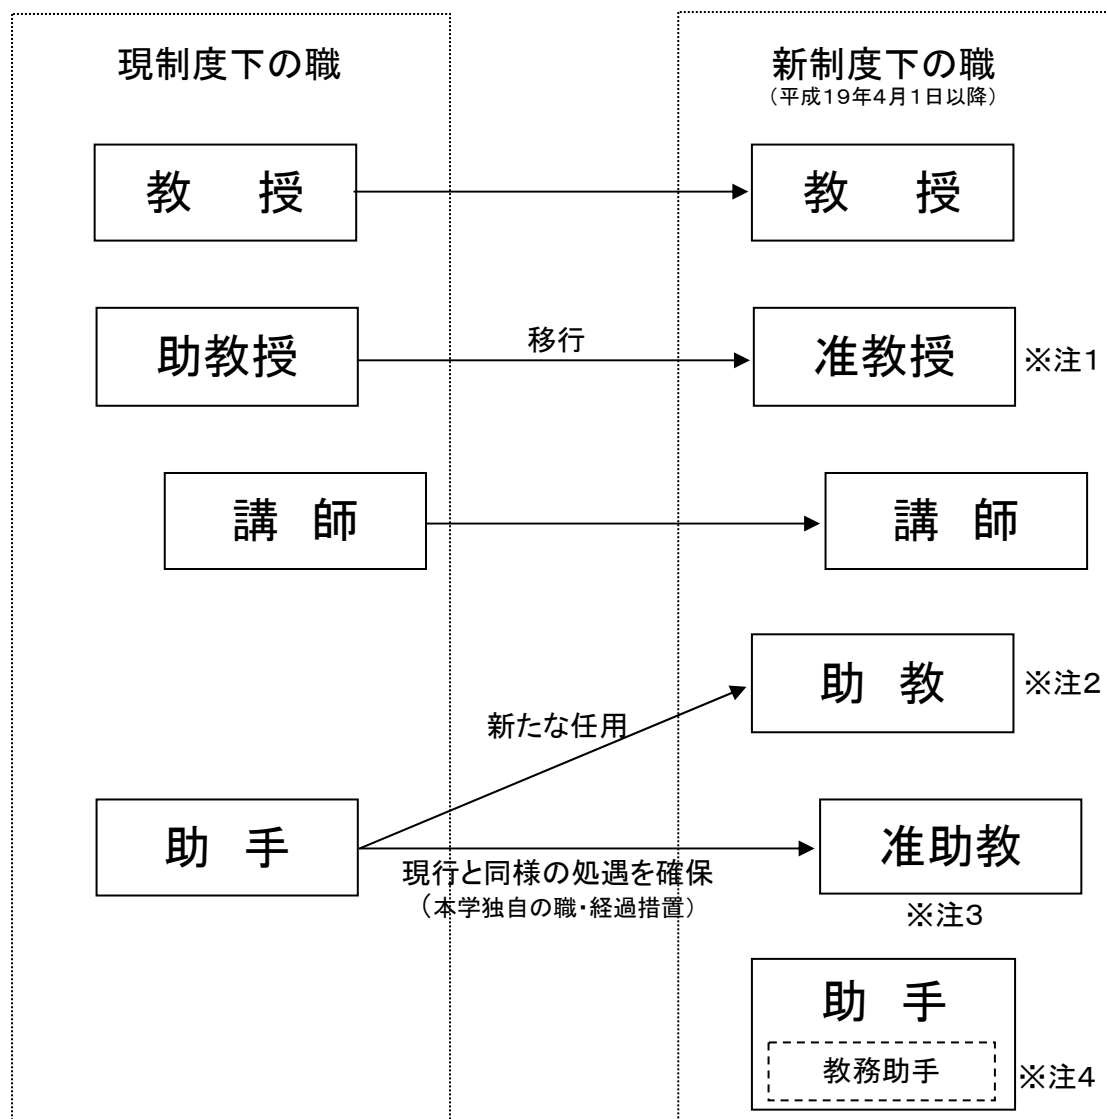 現制度下の職
新制度下の職
（平成19年4月1日以降）
教　授
教　授
助教授
移行
准教授
※注1
講　師
講　師
助　教
※注2
新たな任用
助　手
准助教
現行と同様の処遇を確保
（本学独自の職・経過措置）
※注3
助　手
教務助手
※注4